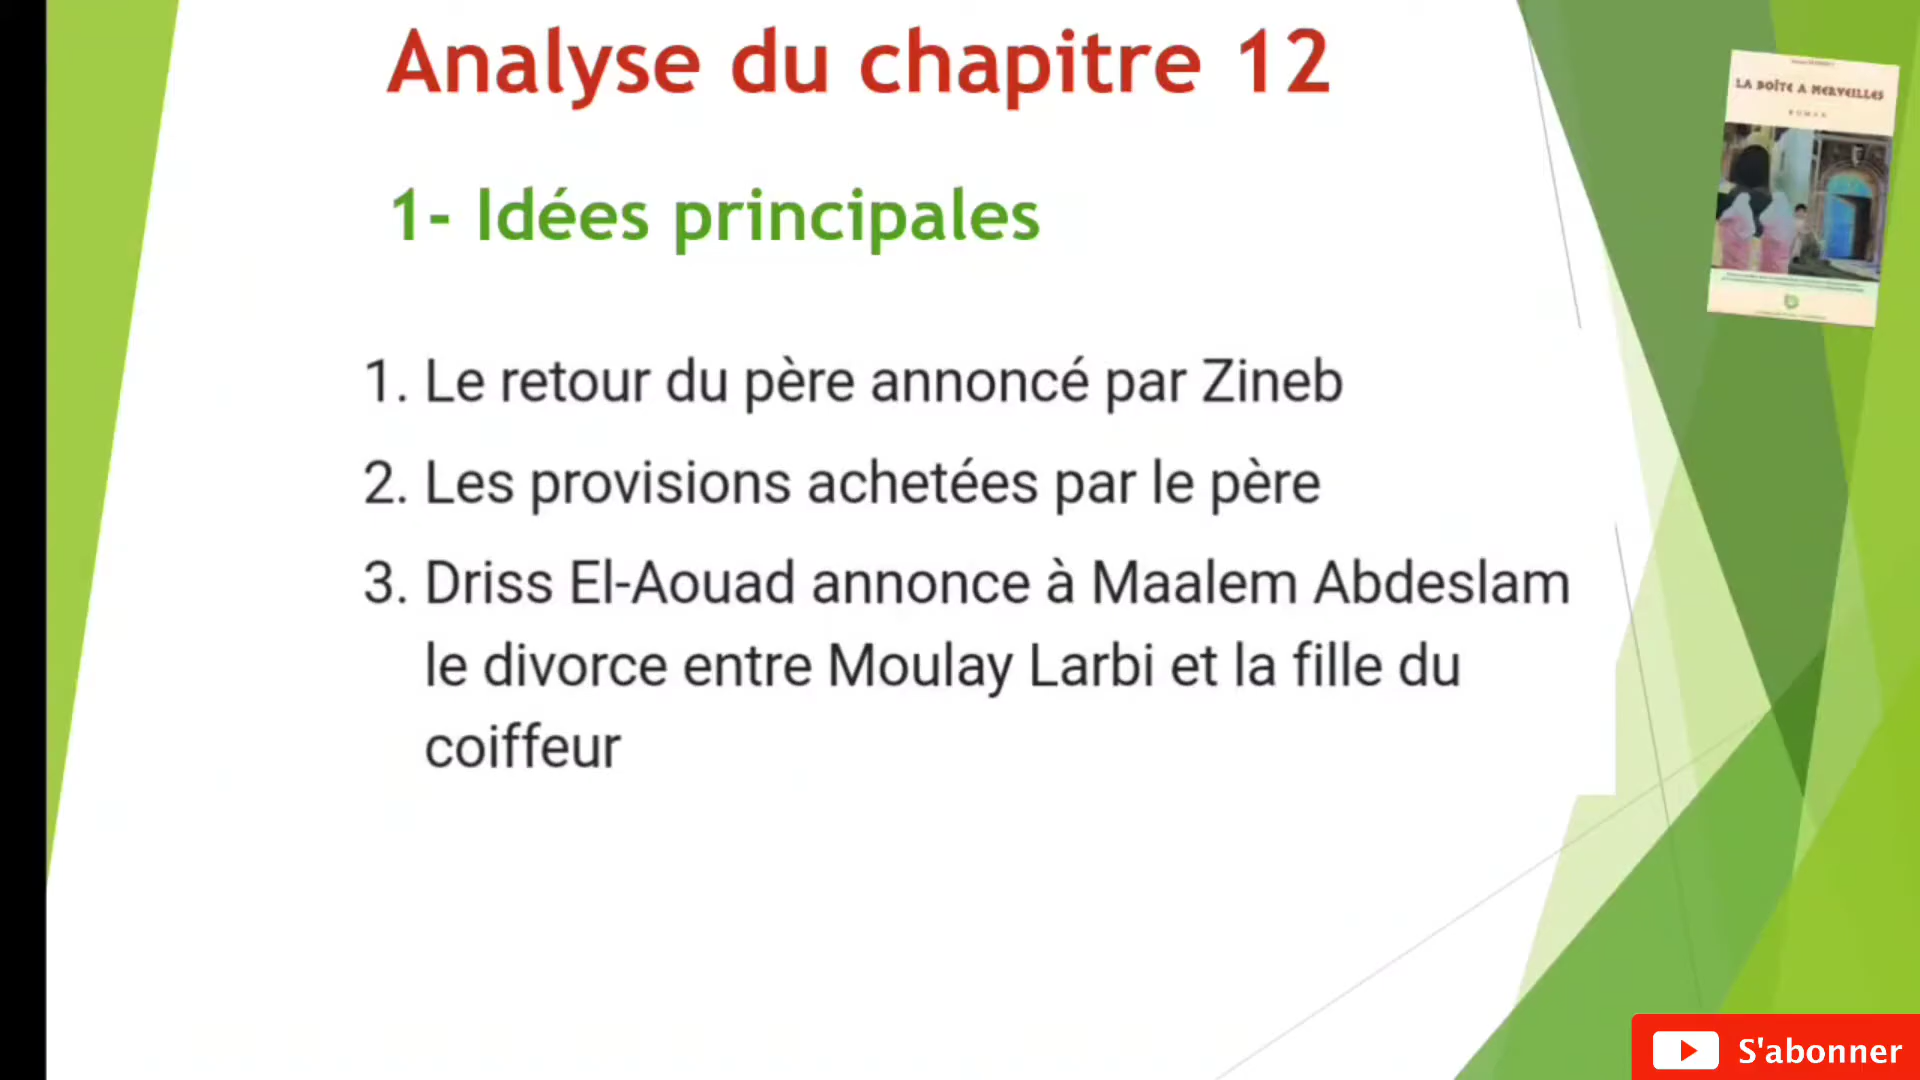 Analyse du chapitre 12
LA BOÎTE A MERVEILLES
ROMAN
1- Idées principales
1. Le retour du père annoncé par Zineb
2. Les provisions achetées par le père
3. Driss El-Aouad annonce à Maalem Abdeslam
le divorce entre Moulay Larbi et la fille du
coiffeur
S'abonner